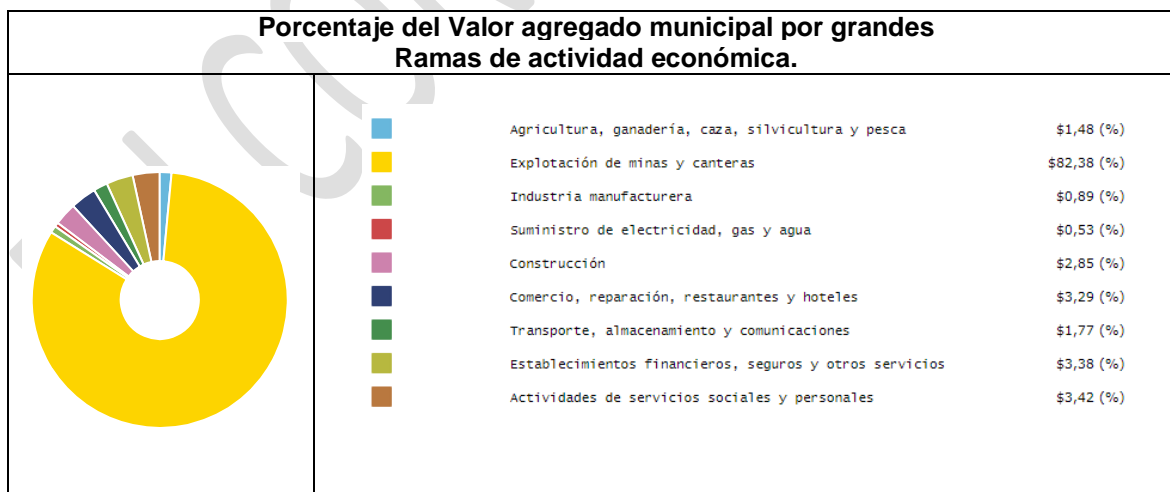 Porcentaje del Valor agregado municipal por grandes
Ramas de actividad económica.
Agricultura, ganadería, caza, silvicultura y pesca $1,48 (%)
Explotación de minas y canteras $82,38 (%)
Industria manufacturera $0,89 (%)
Suministro de electricidad, gas y agua $0,53 (%)
Construcción $2,85 (%)
Comercio, reparación, restaurantes y hoteles $3,29 (%)
Transporte, almacenamiento y comunicaciones $1,77 (%)
Establecimientos financieros, seguros y otros servicios $3,38 (%)
Actividades de servicios sociales y personales $3,42 (%)